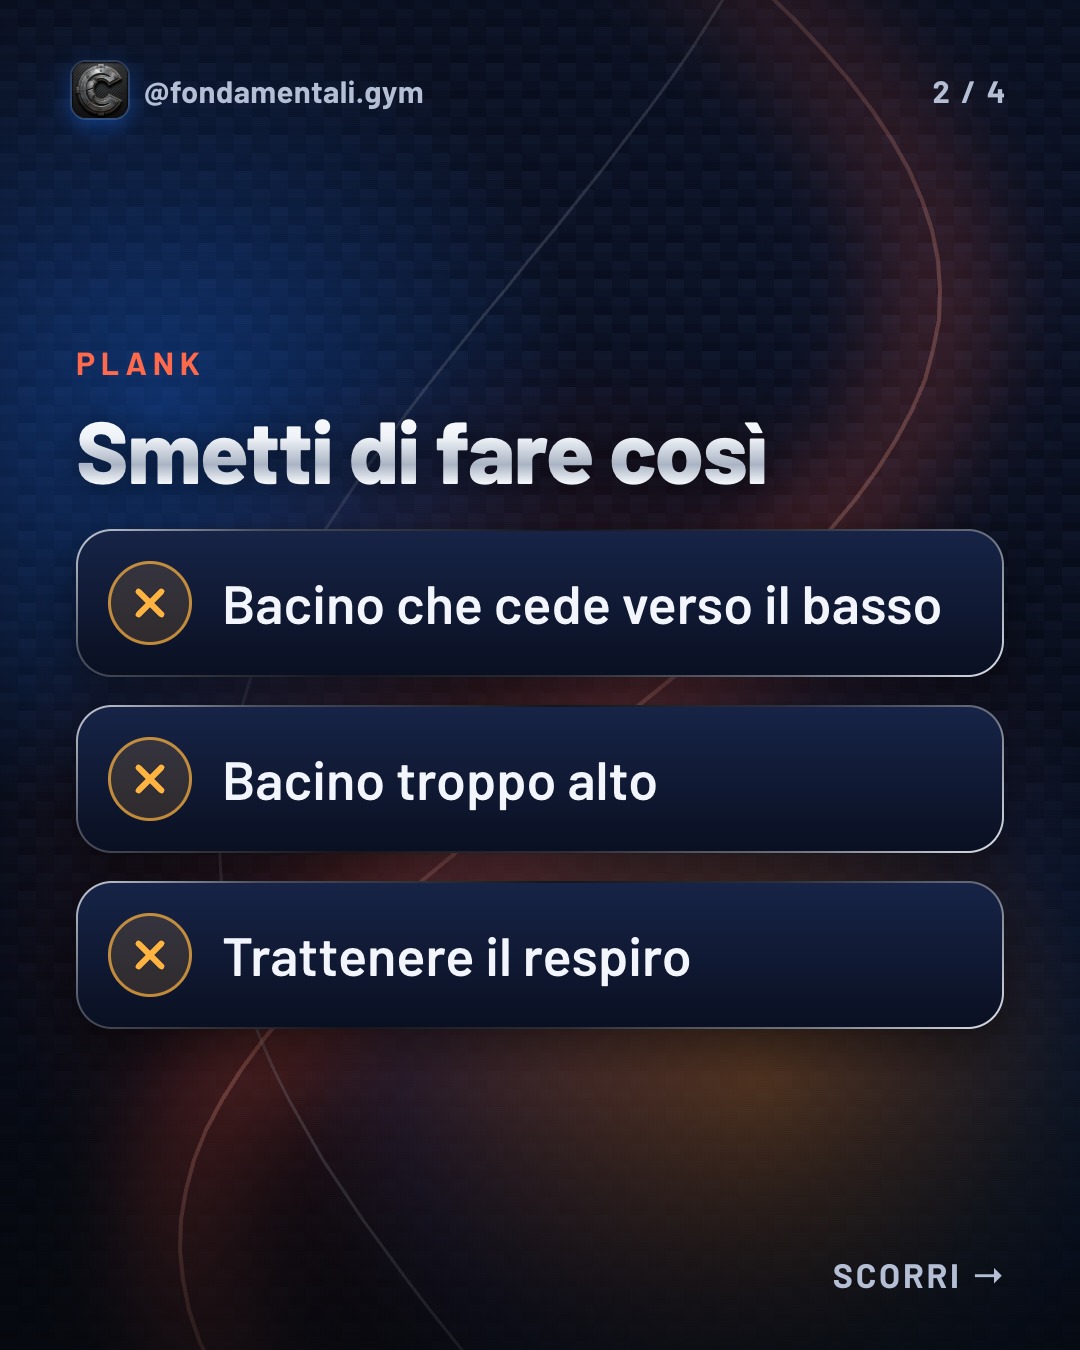 @fondamentali.gym
2 / 4
PLANK
Smetti di fare così
Bacino che cede verso il basso
Bacino troppo alto
Trattenere il respiro
SCORRI →